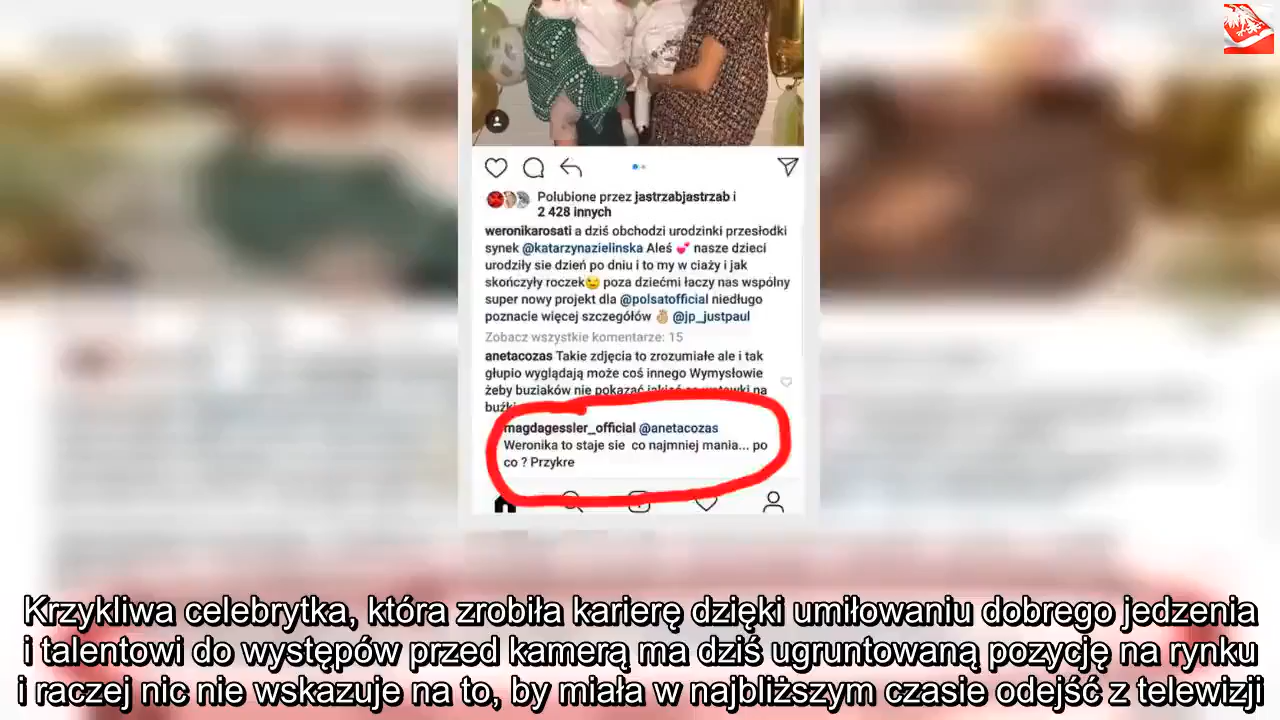 Polubione przez jastrzabjastrzab i
2 428 innych
weronikarosati a dziś obchodzi urodzinki przesłodki
synek @katarzynazielinska Aleś 💕 nasze dzieci
urodziły sie dzień po dniu i to my w ciaży i jak
skończyły roczek😉 poza dziećmi łaczy nas wspólny
super nowy projekt dla @polsatofficial niedługo
poznacie więcej szczegółów 🤞🏼 @jp_justpaul
Zobacz wszystkie komentarze: 15
anetacozas Takie zdjęcia to zrozumiałe ale i tak
głupio wyglądają może coś innego Wymysłowie
żeby buziaków nie pokazać jakieś na
magdagessler_official @anetacozas
Weronika to staje sie co najmniej mania... po
co ? Przykre
Krzykliwa celebrytka, która zrobiła karierę dzięki umiłowaniu dobrego jedzenia
i talentowi do występów przed kamerą ma dziś ugruntowaną pozycję na rynku
i raczej nic nie wskazuje na to, by miała w najbliższym czasie odejść z telewizji